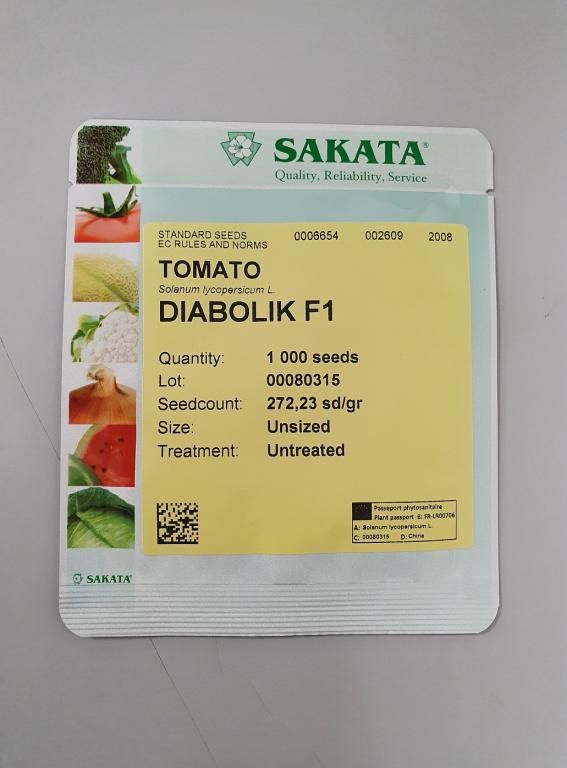 SAKATA®
Quality, Reliability, Service
STANDARD SEEDS 0006654 002609 2008
EC RULES AND NORMS
TOMATO
Solanum lycopersicum L.
DIABOLIK F1
Quantity: 1 000 seeds
Lot: 00080315
Seedcount: 272,23 sd/gr
Size: Unsized
Treatment: Untreated
Passeport phytosanitaire
Plant passport B: FR-LR00706
A: Solanum lycopersicum L.
C: 00080315 D: China
SAKATA®